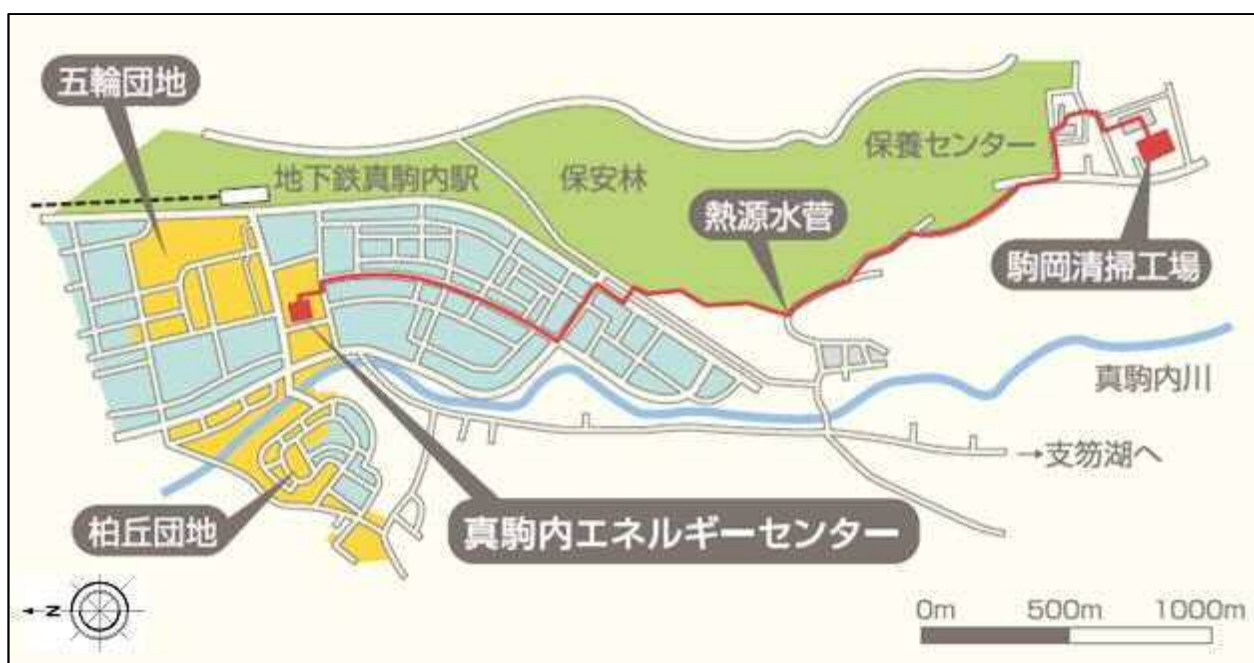 五輪団地
地下鉄真駒内駅
保安林
保養センター
熱源水菅
駒岡清掃工場
真駒内川
→支笏湖へ
柏丘団地
真駒内エネルギーセンター
N
0m 500m 1000m